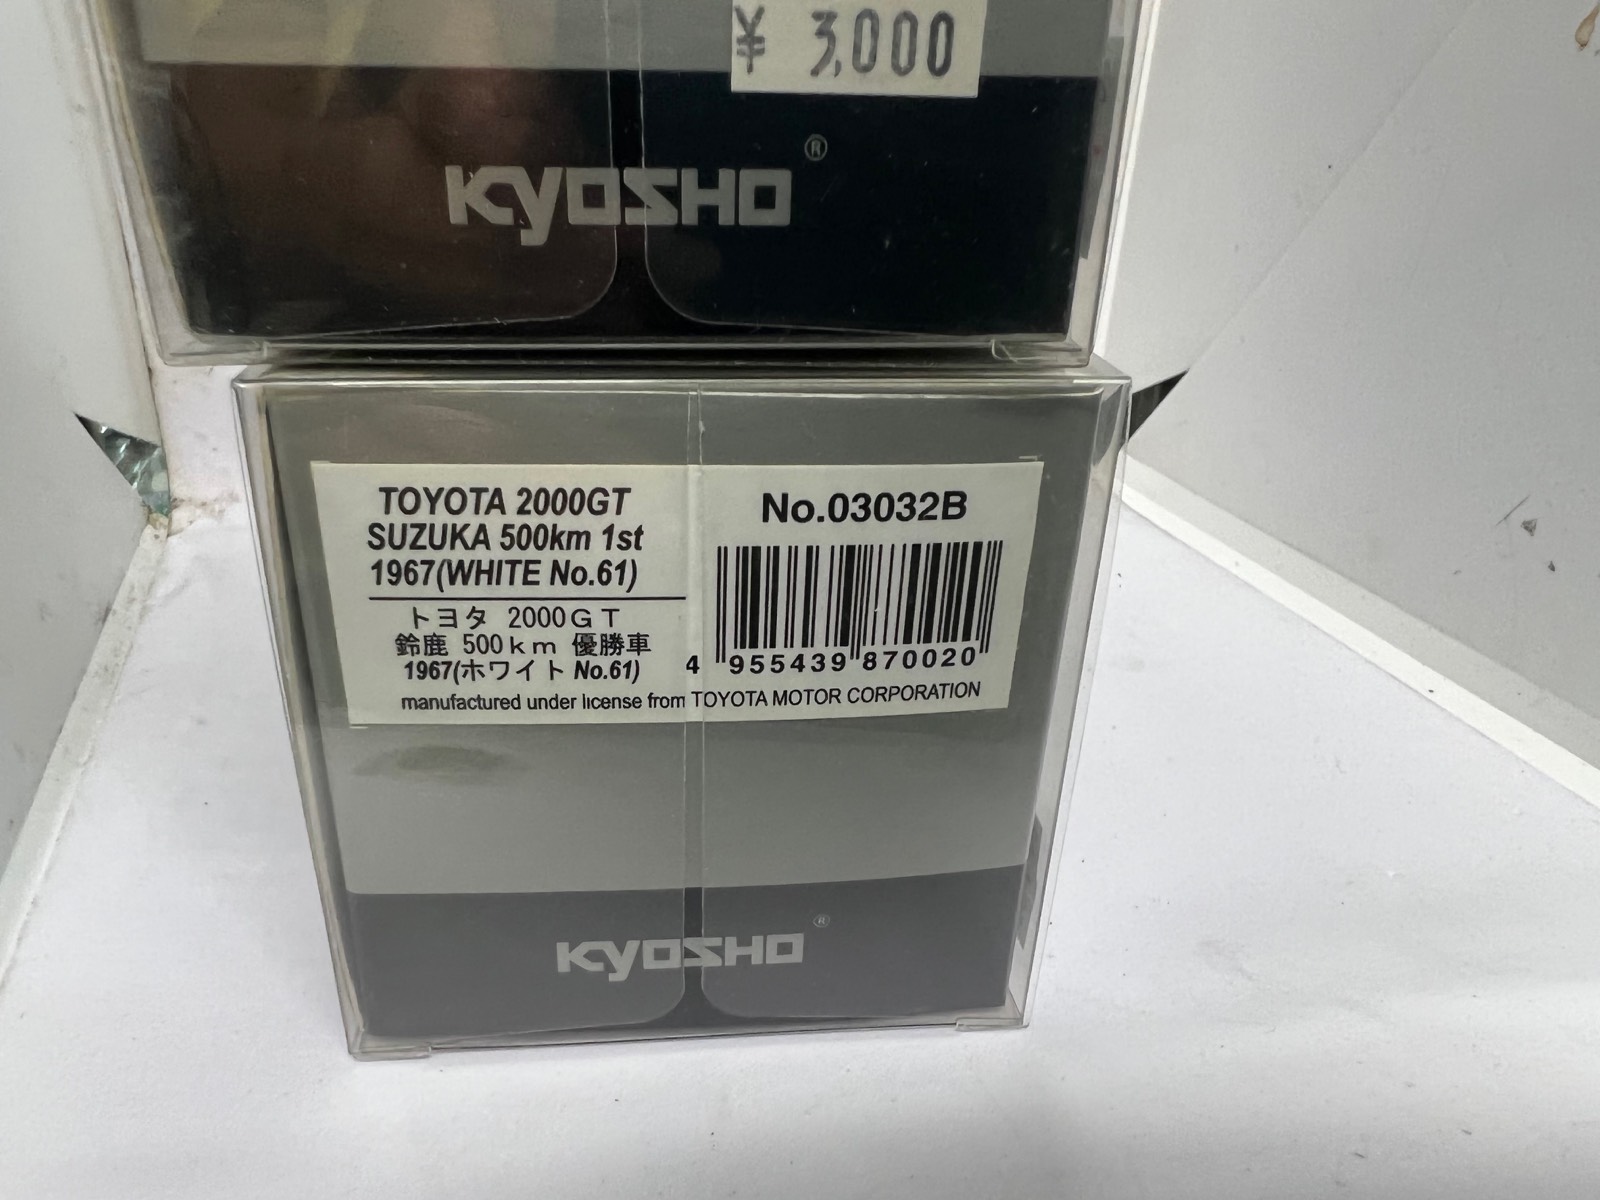 ¥ 3,000
KYOSHO ®
TOYOTA 2000GT
SUZUKA 500km 1st
1967(WHITE No.61)
トヨタ 2000GT
鈴鹿 500km 優勝車
1967(ホワイト No.61)
No.03032B
4 955439 870020
manufactured under license from TOYOTA MOTOR CORPORATION
KYOSHO ®